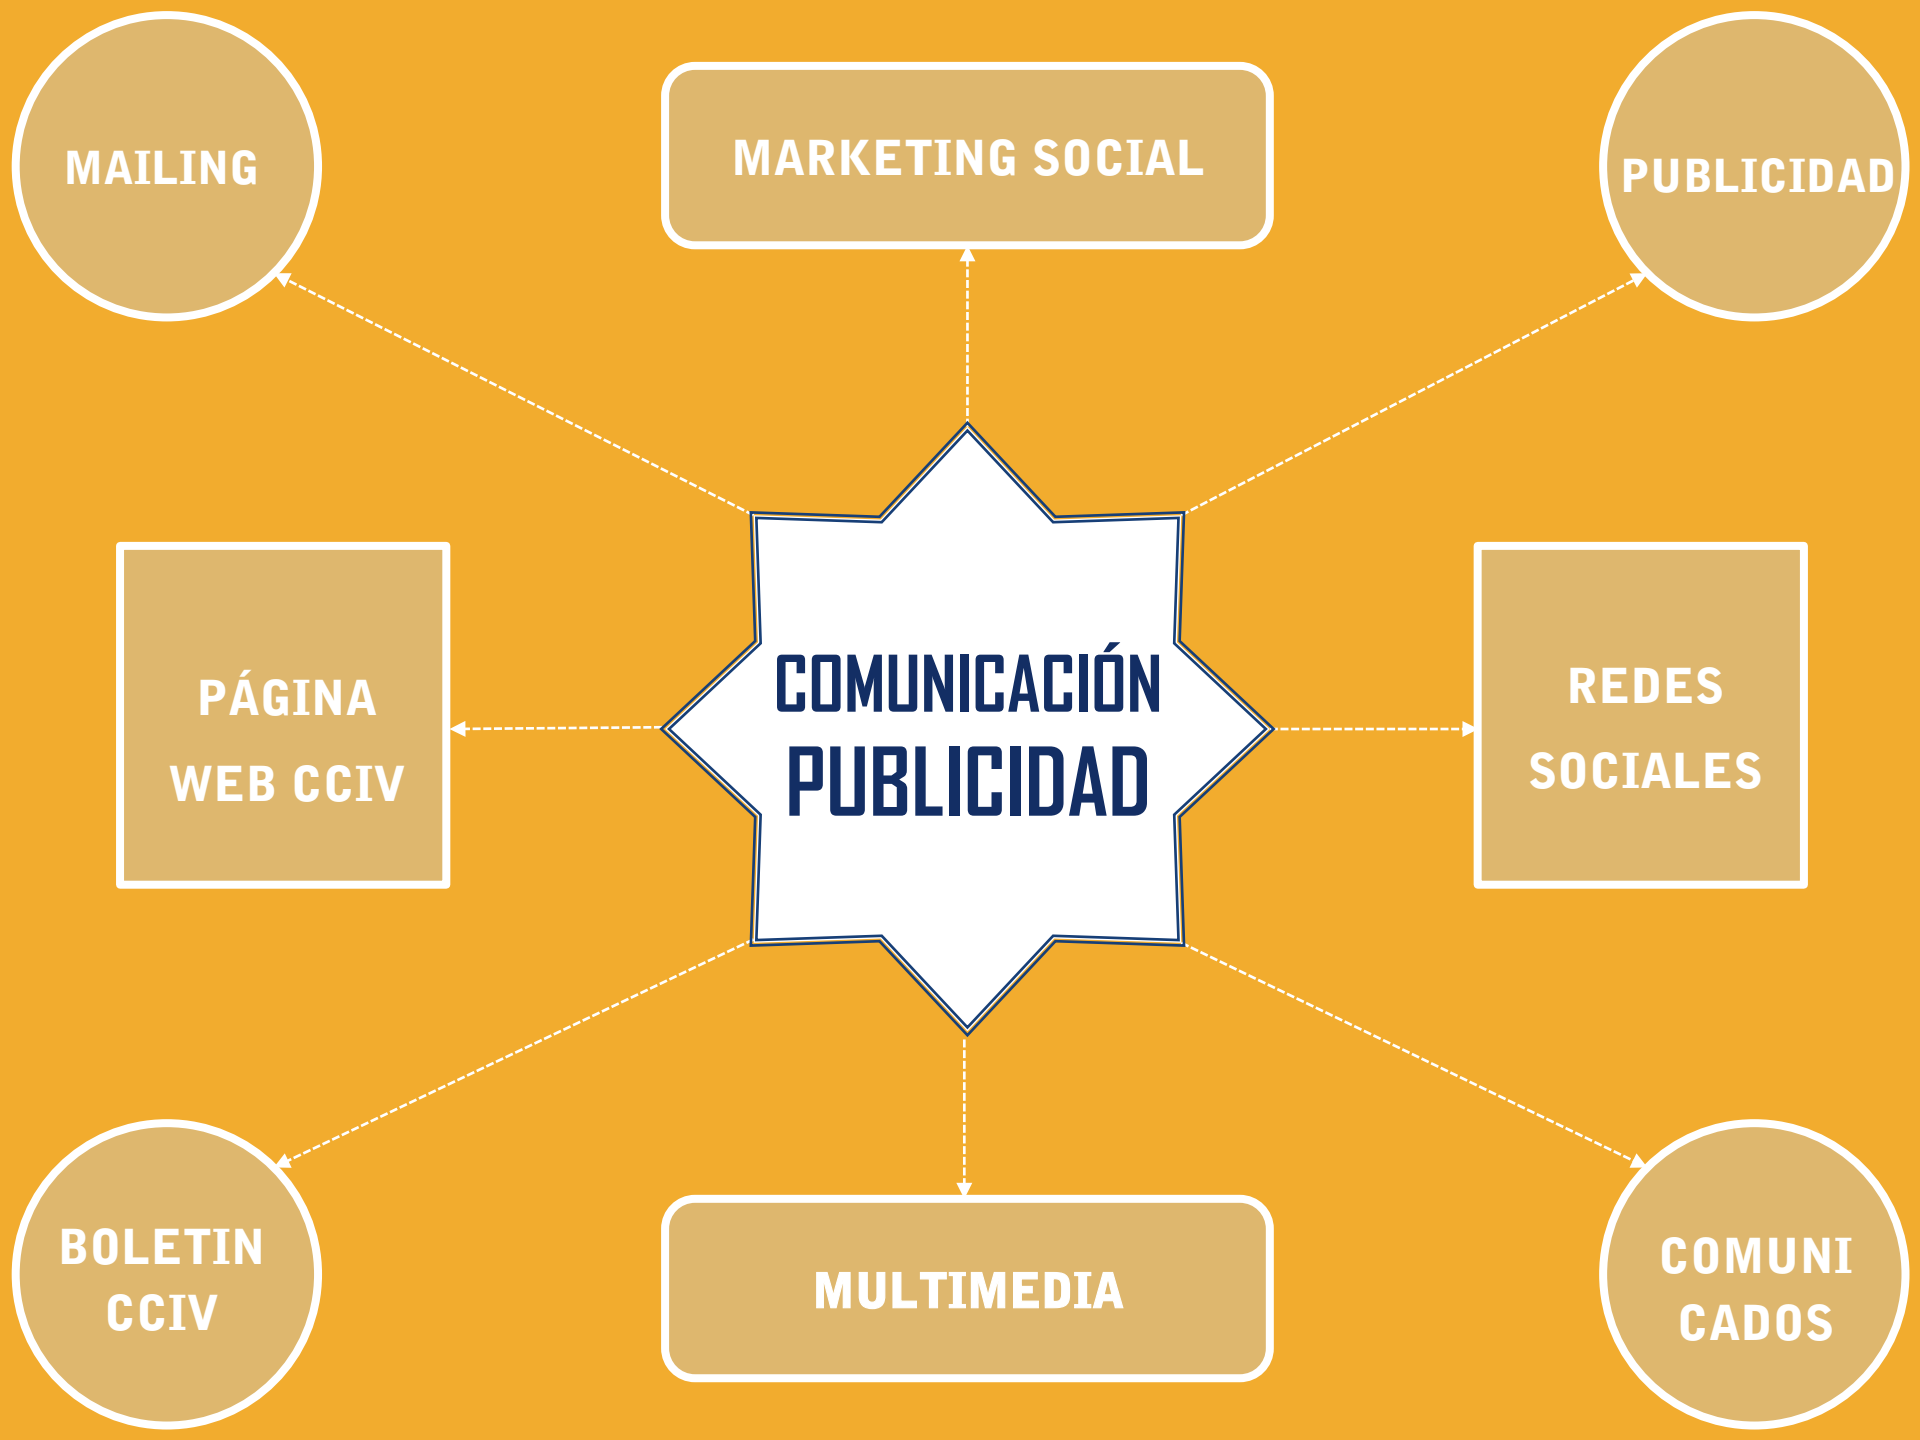 MAILING
MARKETING SOCIAL
PUBLICIDAD
PÁGINA
WEB CCIV
COMUNICACIÓN
PUBLICIDAD
REDES
SOCIALES
BOLETIN
CCIV
MULTIMEDIA
COMUNI
CADOS